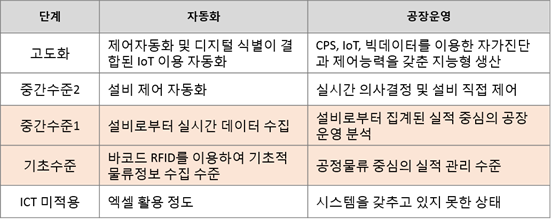 단계 자동화 공장운영
고도화 제어자동화 및 디지털 식별이 결합된 IoT 이용 자동화 CPS, IoT, 빅데이터를 이용한 자가진단과 제어능력을 갖춘 지능형 생산
중간수준2 설비 제어 자동화 실시간 의사결정 및 설비 직접 제어
중간수준1 설비로부터 실시간 데이터 수집 설비로부터 집계된 실적 중심의 공장운영 분석
기초수준 바코드 RFID를 이용하여 기초적 물류정보 수집 수준 공정물류 중심의 실적 관리 수준
ICT 미적용 엑셀 활용 정도 시스템을 갖추고 있지 못한 상태